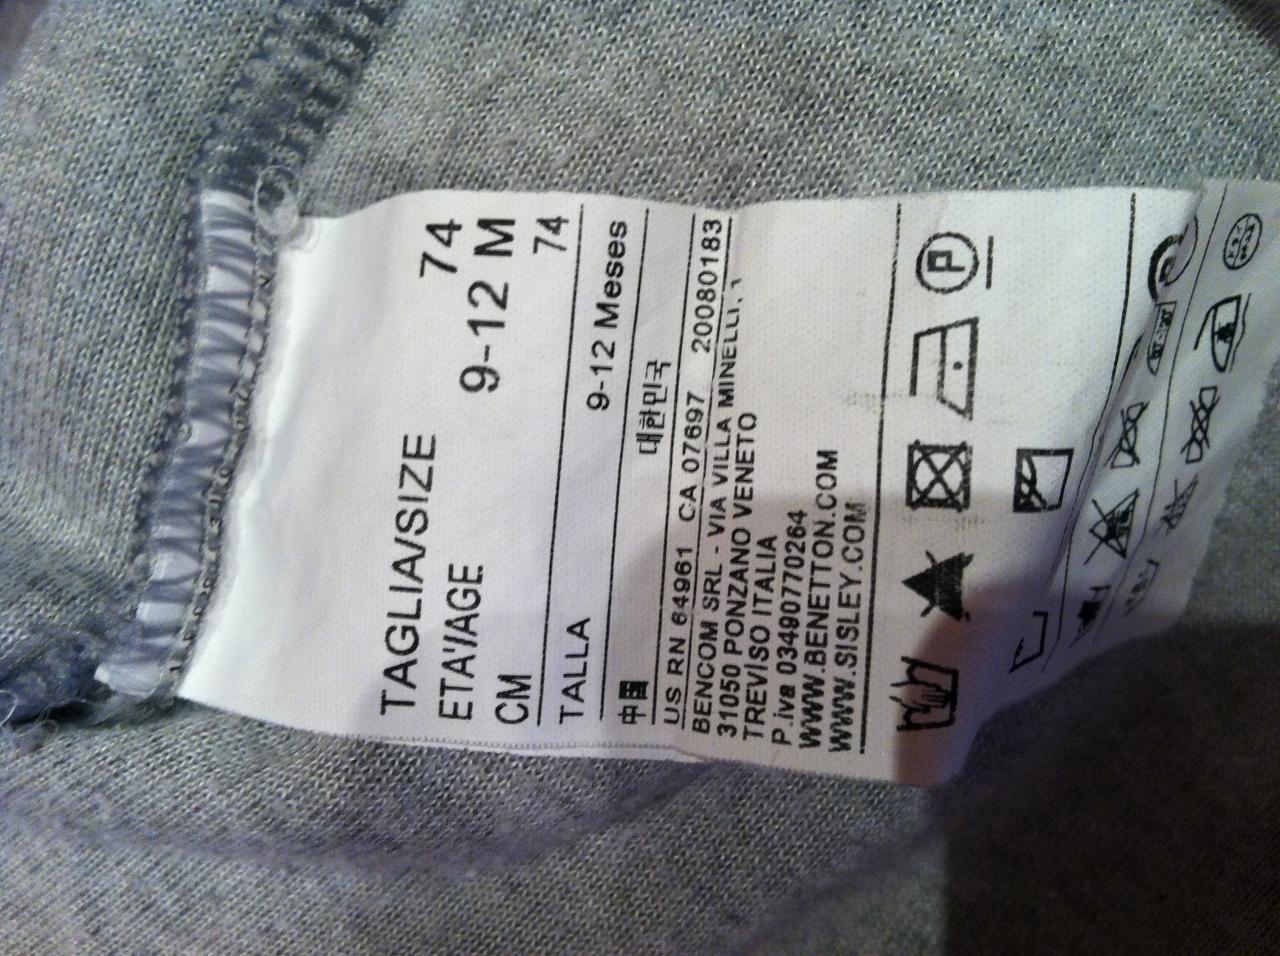 TAGLIA/SIZE 74
ETA'/AGE 9-12 M
CM 74
TALLA 9-12 Meses
中国 대한민국
US RN 64961 CA 07697 20080183
BENCOM SRL - VIA VILLA MINELLI, 1
31050 PONZANO VENETO
TREVISO ITALIA
P.iva 03490770264
WWW.BENETTON.COM
WWW.SISLEY.COM
P